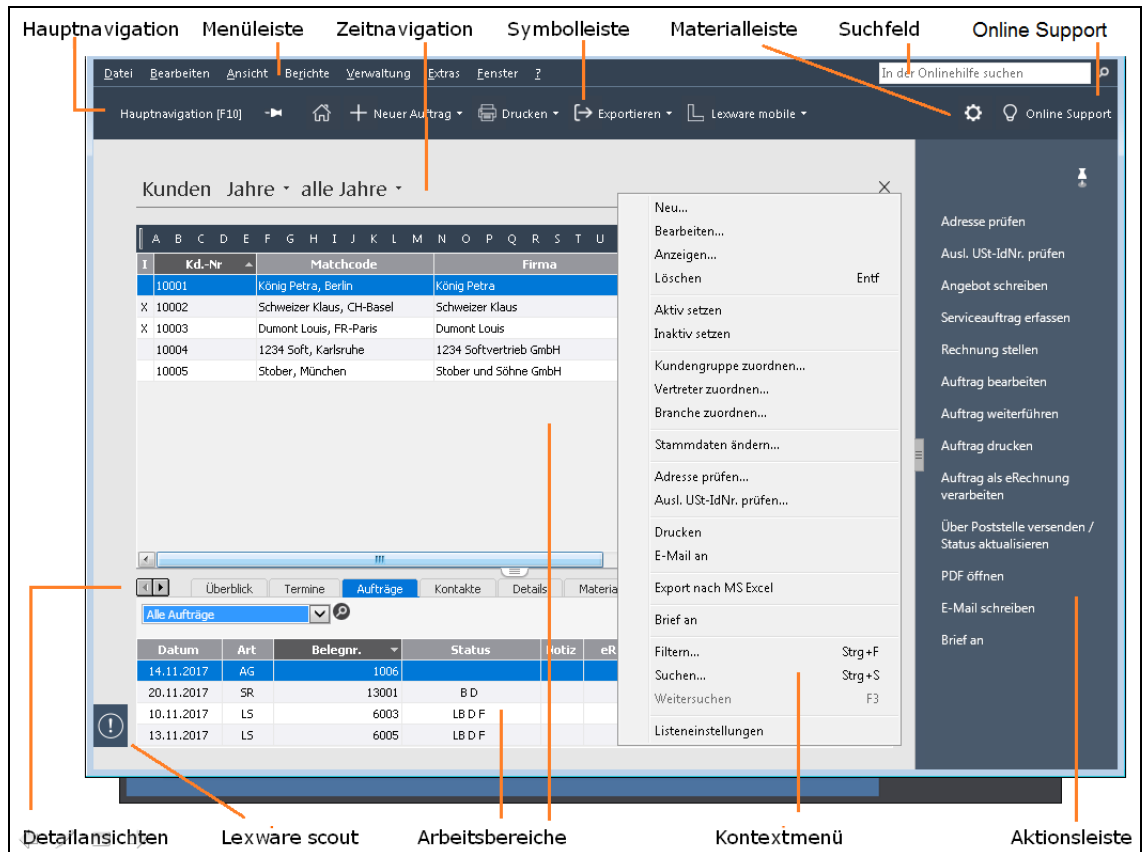 Hauptnavigation Menüleiste Zeitnavigation Symbolleiste Materialleiste Suchfeld Online Support
Datei Bearbeiten Ansicht Berichte Verwaltung Extras Fenster ? In der Onlinehilfe suchen
Hauptnavigation [F10] Neuer Auftrag Drucken Exportieren Lexware mobile Online Support
Kunden Jahre alle Jahre
A B C D E F G H I J K L M N O P Q R S T U
I Kd.-Nr Matchcode Firma
10001 König Petra, Berlin König Petra
X 10002 Schweizer Klaus, CH-Basel Schweizer Klaus
X 10003 Dumont Louis, FR-Paris Dumont Louis
10004 1234 Soft, Karlsruhe 1234 Softvertrieb GmbH
10005 Stober, München Stober und Söhne GmbH
Überblick Termine Aufträge Kontakte Details Materia
Alle Aufträge
Datum Art Belegnr. Status Notiz eR
14.11.2017 AG 1006
20.11.2017 SR 13001 B D
10.11.2017 LS 6003 LB D F
13.11.2017 LS 6005 LB D F
Neu...
Bearbeiten...
Anzeigen...
Löschen Entf
Aktiv setzen
Inaktiv setzen
Kundengruppe zuordnen...
Vertreter zuordnen...
Branche zuordnen...
Stammdaten ändern...
Adresse prüfen...
Ausl. USt-IdNr. prüfen...
Drucken
E-Mail an
Export nach MS Excel
Brief an
Filtern... Strg+F
Suchen... Strg+S
Weitersuchen F3
Listeneinstellungen
Adresse prüfen
Ausl. USt-IdNr. prüfen
Angebot schreiben
Serviceauftrag erfassen
Rechnung stellen
Auftrag bearbeiten
Auftrag weiterführen
Auftrag drucken
Auftrag als eRechnung
verarbeiten
Über Poststelle versenden /
Status aktualisieren
PDF öffnen
E-Mail schreiben
Brief an
Detailansichten Lexware scout Arbeitsbereiche Kontextmenü Aktionsleiste